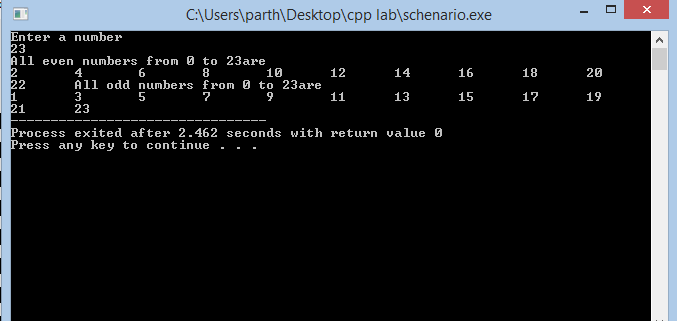 C:\Users\parth\Desktop\cpp lab\schenario.exe
Enter a number
23
All even numbers from 0 to 23are
2 4 6 8 10 12 14 16 18 20
22 All odd numbers from 0 to 23are
1 3 5 7 9 11 13 15 17 19
21 23
--------------------------------
Process exited after 2.462 seconds with return value 0
Press any key to continue . . .